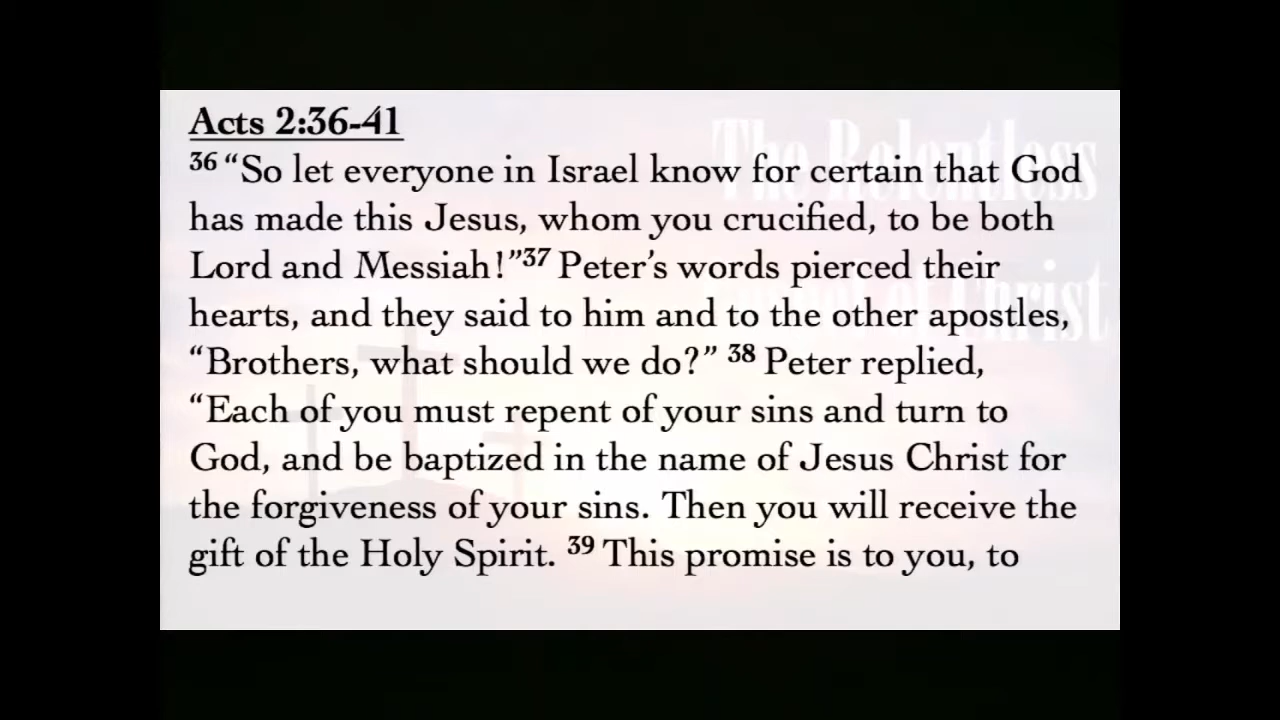 Acts 2:36-41
36 “So let everyone in Israel know for certain that God
has made this Jesus, whom you crucified, to be both
Lord and Messiah!”37 Peter’s words pierced their
hearts, and they said to him and to the other apostles,
“Brothers, what should we do?” 38 Peter replied,
“Each of you must repent of your sins and turn to
God, and be baptized in the name of Jesus Christ for
the forgiveness of your sins. Then you will receive the
gift of the Holy Spirit. 39 This promise is to you, to
The Relentless
of Christ